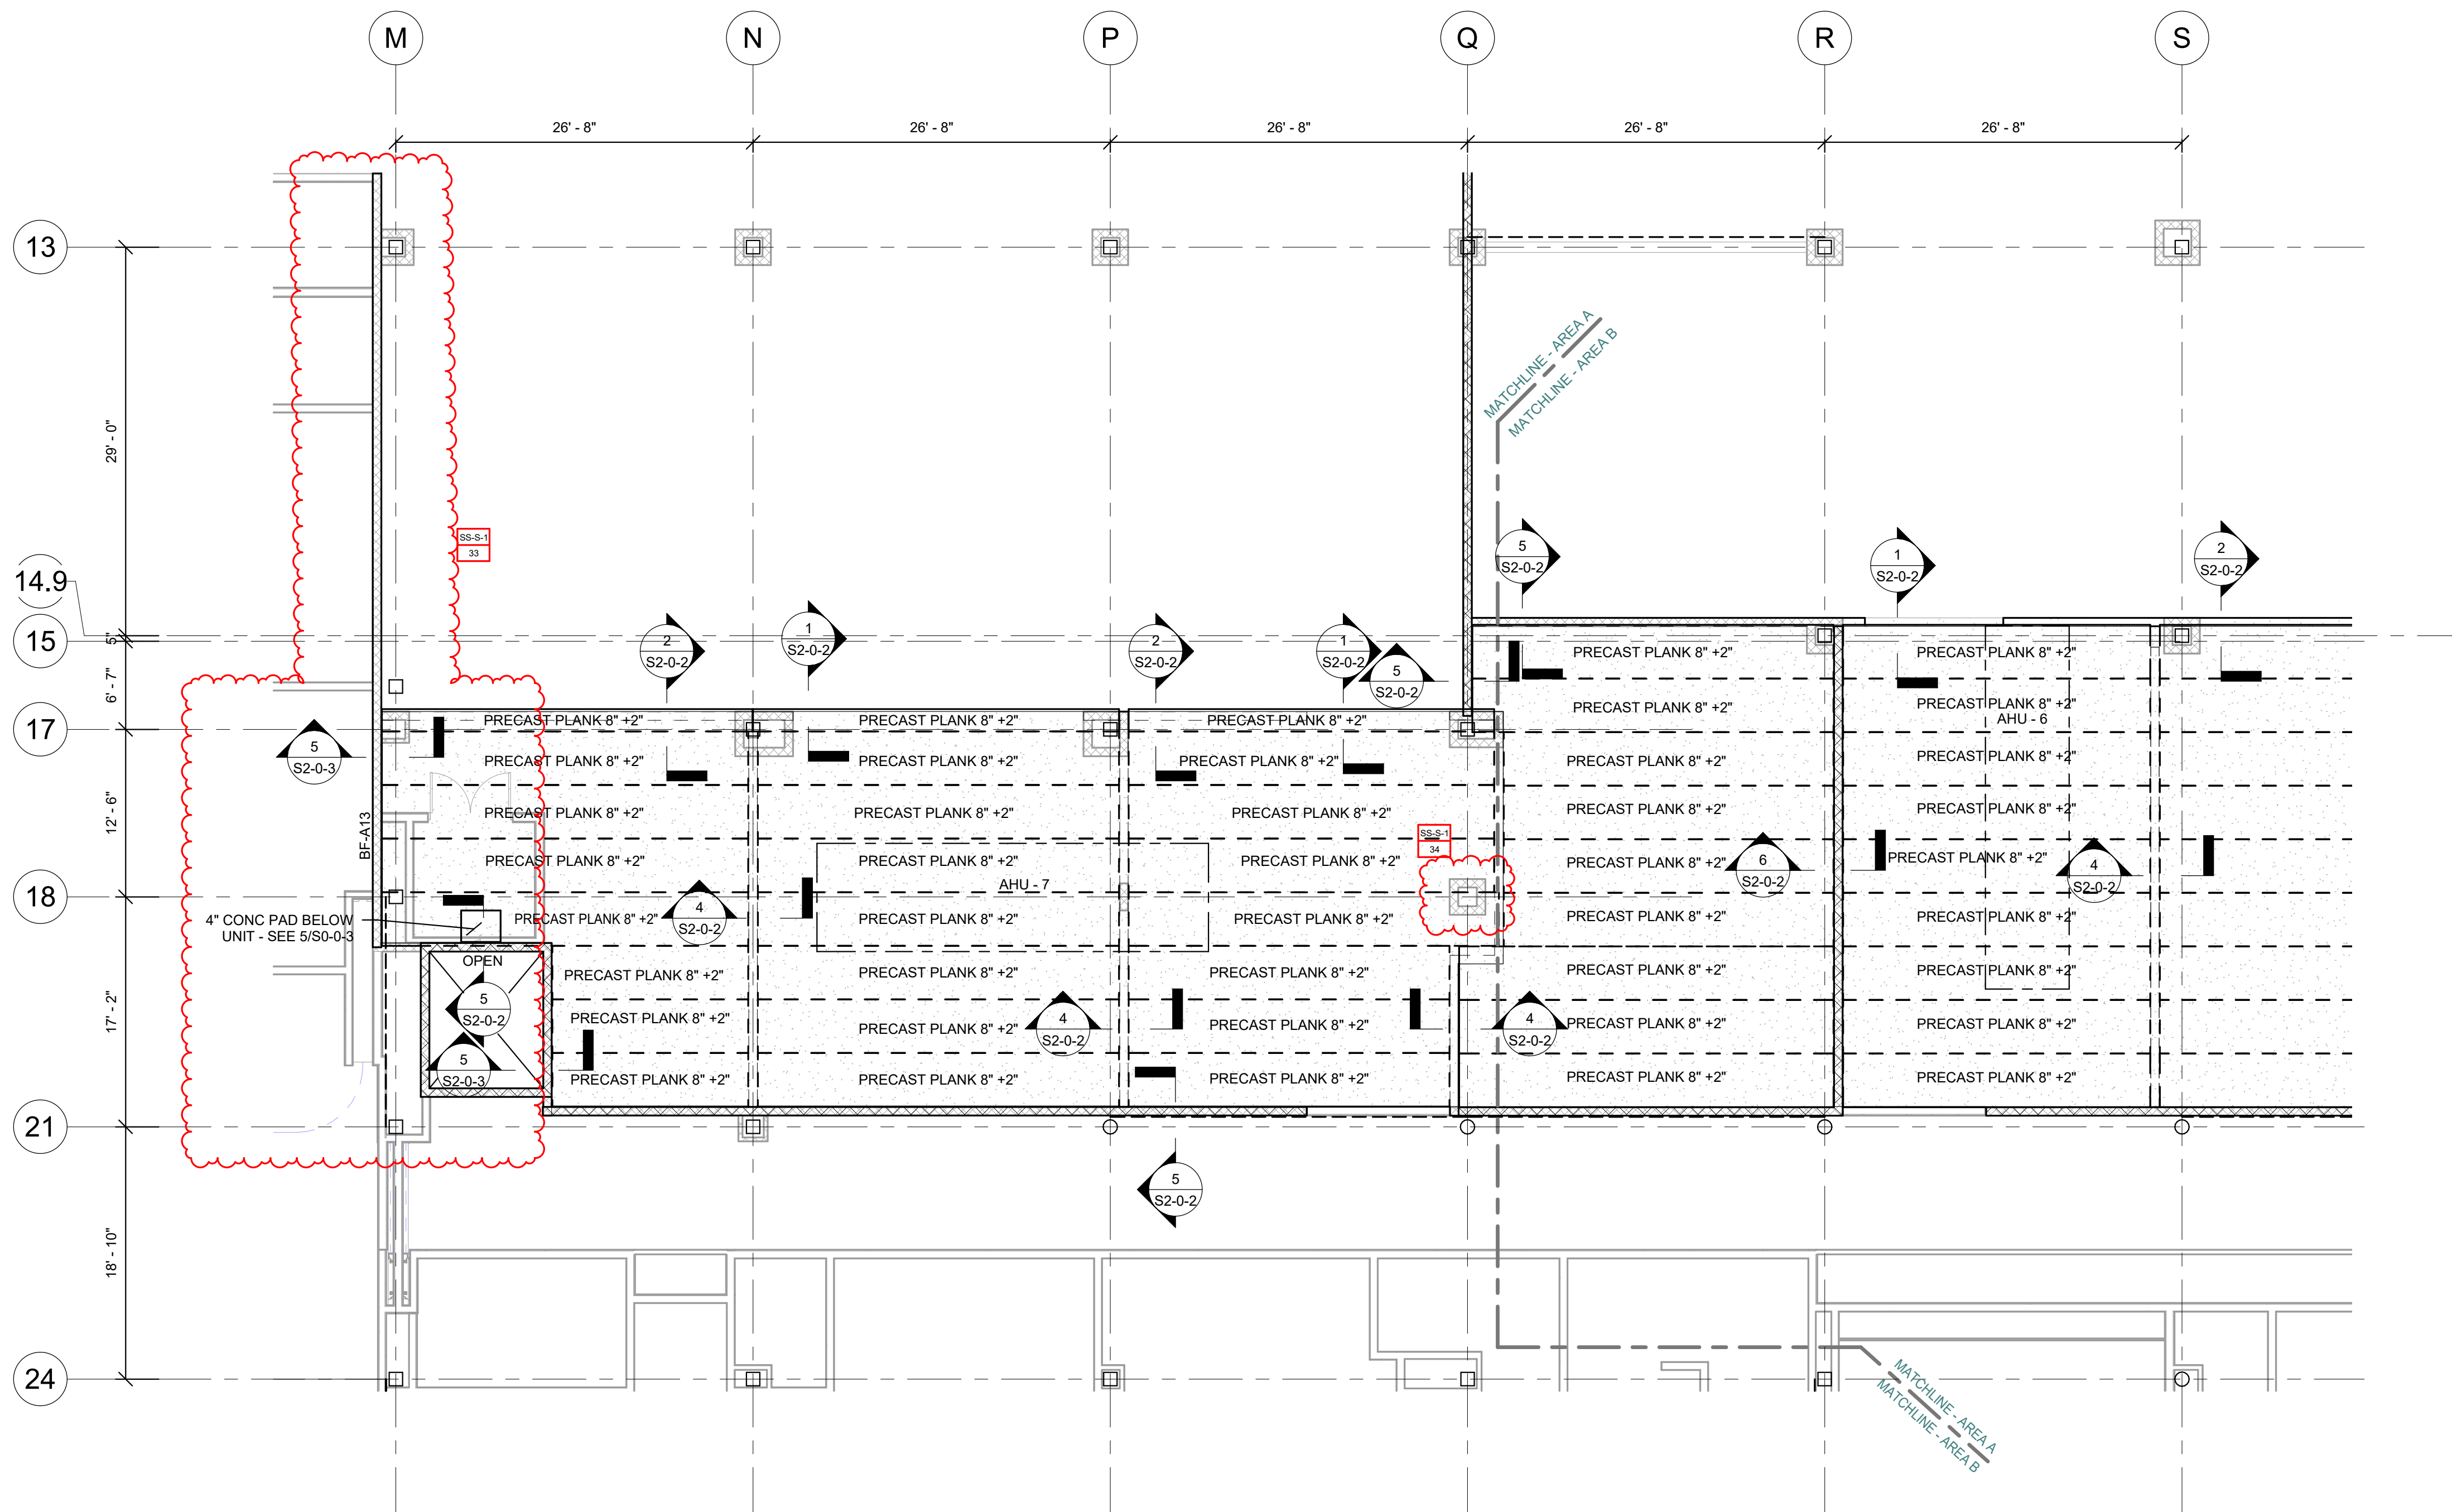 M
N
P
Q
R
S
26' - 8"
26' - 8"
26' - 8"
26' - 8"
26' - 8"
13
14.9
15
17
18
21
24
29' - 0"
5"
6' - 7"
12' - 6"
17' - 2"
18' - 10"
MATCHLINE - AREA A
MATCHLINE - AREA B
SS-S-1
33
5
S2-0-2
1
S2-0-2
2
S2-0-2
2
S2-0-2
1
S2-0-2
2
S2-0-2
1
S2-0-2
5
S2-0-2
5
S2-0-3
BF-A13
PRECAST PLANK 8" +2"
PRECAST PLANK 8" +2"
PRECAST PLANK 8" +2"
PRECAST PLANK 8" +2"
PRECAST PLANK 8" +2"
PRECAST PLANK 8" +2"
PRECAST PLANK 8" +2"
PRECAST PLANK 8" +2"
4" CONC PAD BELOW
UNIT - SEE 5/S0-0-3
OPEN
5
S2-0-2
5
S2-0-3
4
S2-0-2
PRECAST PLANK 8" +2"
PRECAST PLANK 8" +2"
PRECAST PLANK 8" +2"
PRECAST PLANK 8" +2"
AHU - 7
PRECAST PLANK 8" +2"
PRECAST PLANK 8" +2"
PRECAST PLANK 8" +2"
PRECAST PLANK 8" +2"
4
S2-0-2
PRECAST PLANK 8" +2"
PRECAST PLANK 8" +2"
PRECAST PLANK 8" +2"
PRECAST PLANK 8" +2"
PRECAST PLANK 8" +2"
PRECAST PLANK 8" +2"
PRECAST PLANK 8" +2"
PRECAST PLANK 8" +2"
SS-S-1
34
5
S2-0-2
4
S2-0-2
PRECAST PLANK 8" +2"
PRECAST PLANK 8" +2"
PRECAST PLANK 8" +2"
PRECAST PLANK 8" +2"
PRECAST PLANK 8" +2"
PRECAST PLANK 8" +2"
PRECAST PLANK 8" +2"
PRECAST PLANK 8" +2"
PRECAST PLANK 8" +2"
6
S2-0-2
PRECAST PLANK 8" +2"
PRECAST PLANK 8" +2"
AHU - 6
PRECAST PLANK 8" +2"
PRECAST PLANK 8" +2"
PRECAST PLANK 8" +2"
PRECAST PLANK 8" +2"
PRECAST PLANK 8" +2"
PRECAST PLANK 8" +2"
PRECAST PLANK 8" +2"
4
S2-0-2
MATCHLINE - AREA A
MATCHLINE - AREA B